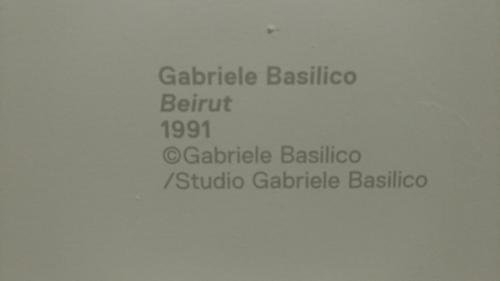 Gabriele Basilico
Beirut
1991
©Gabriele Basilico
/Studio Gabriele Basilico